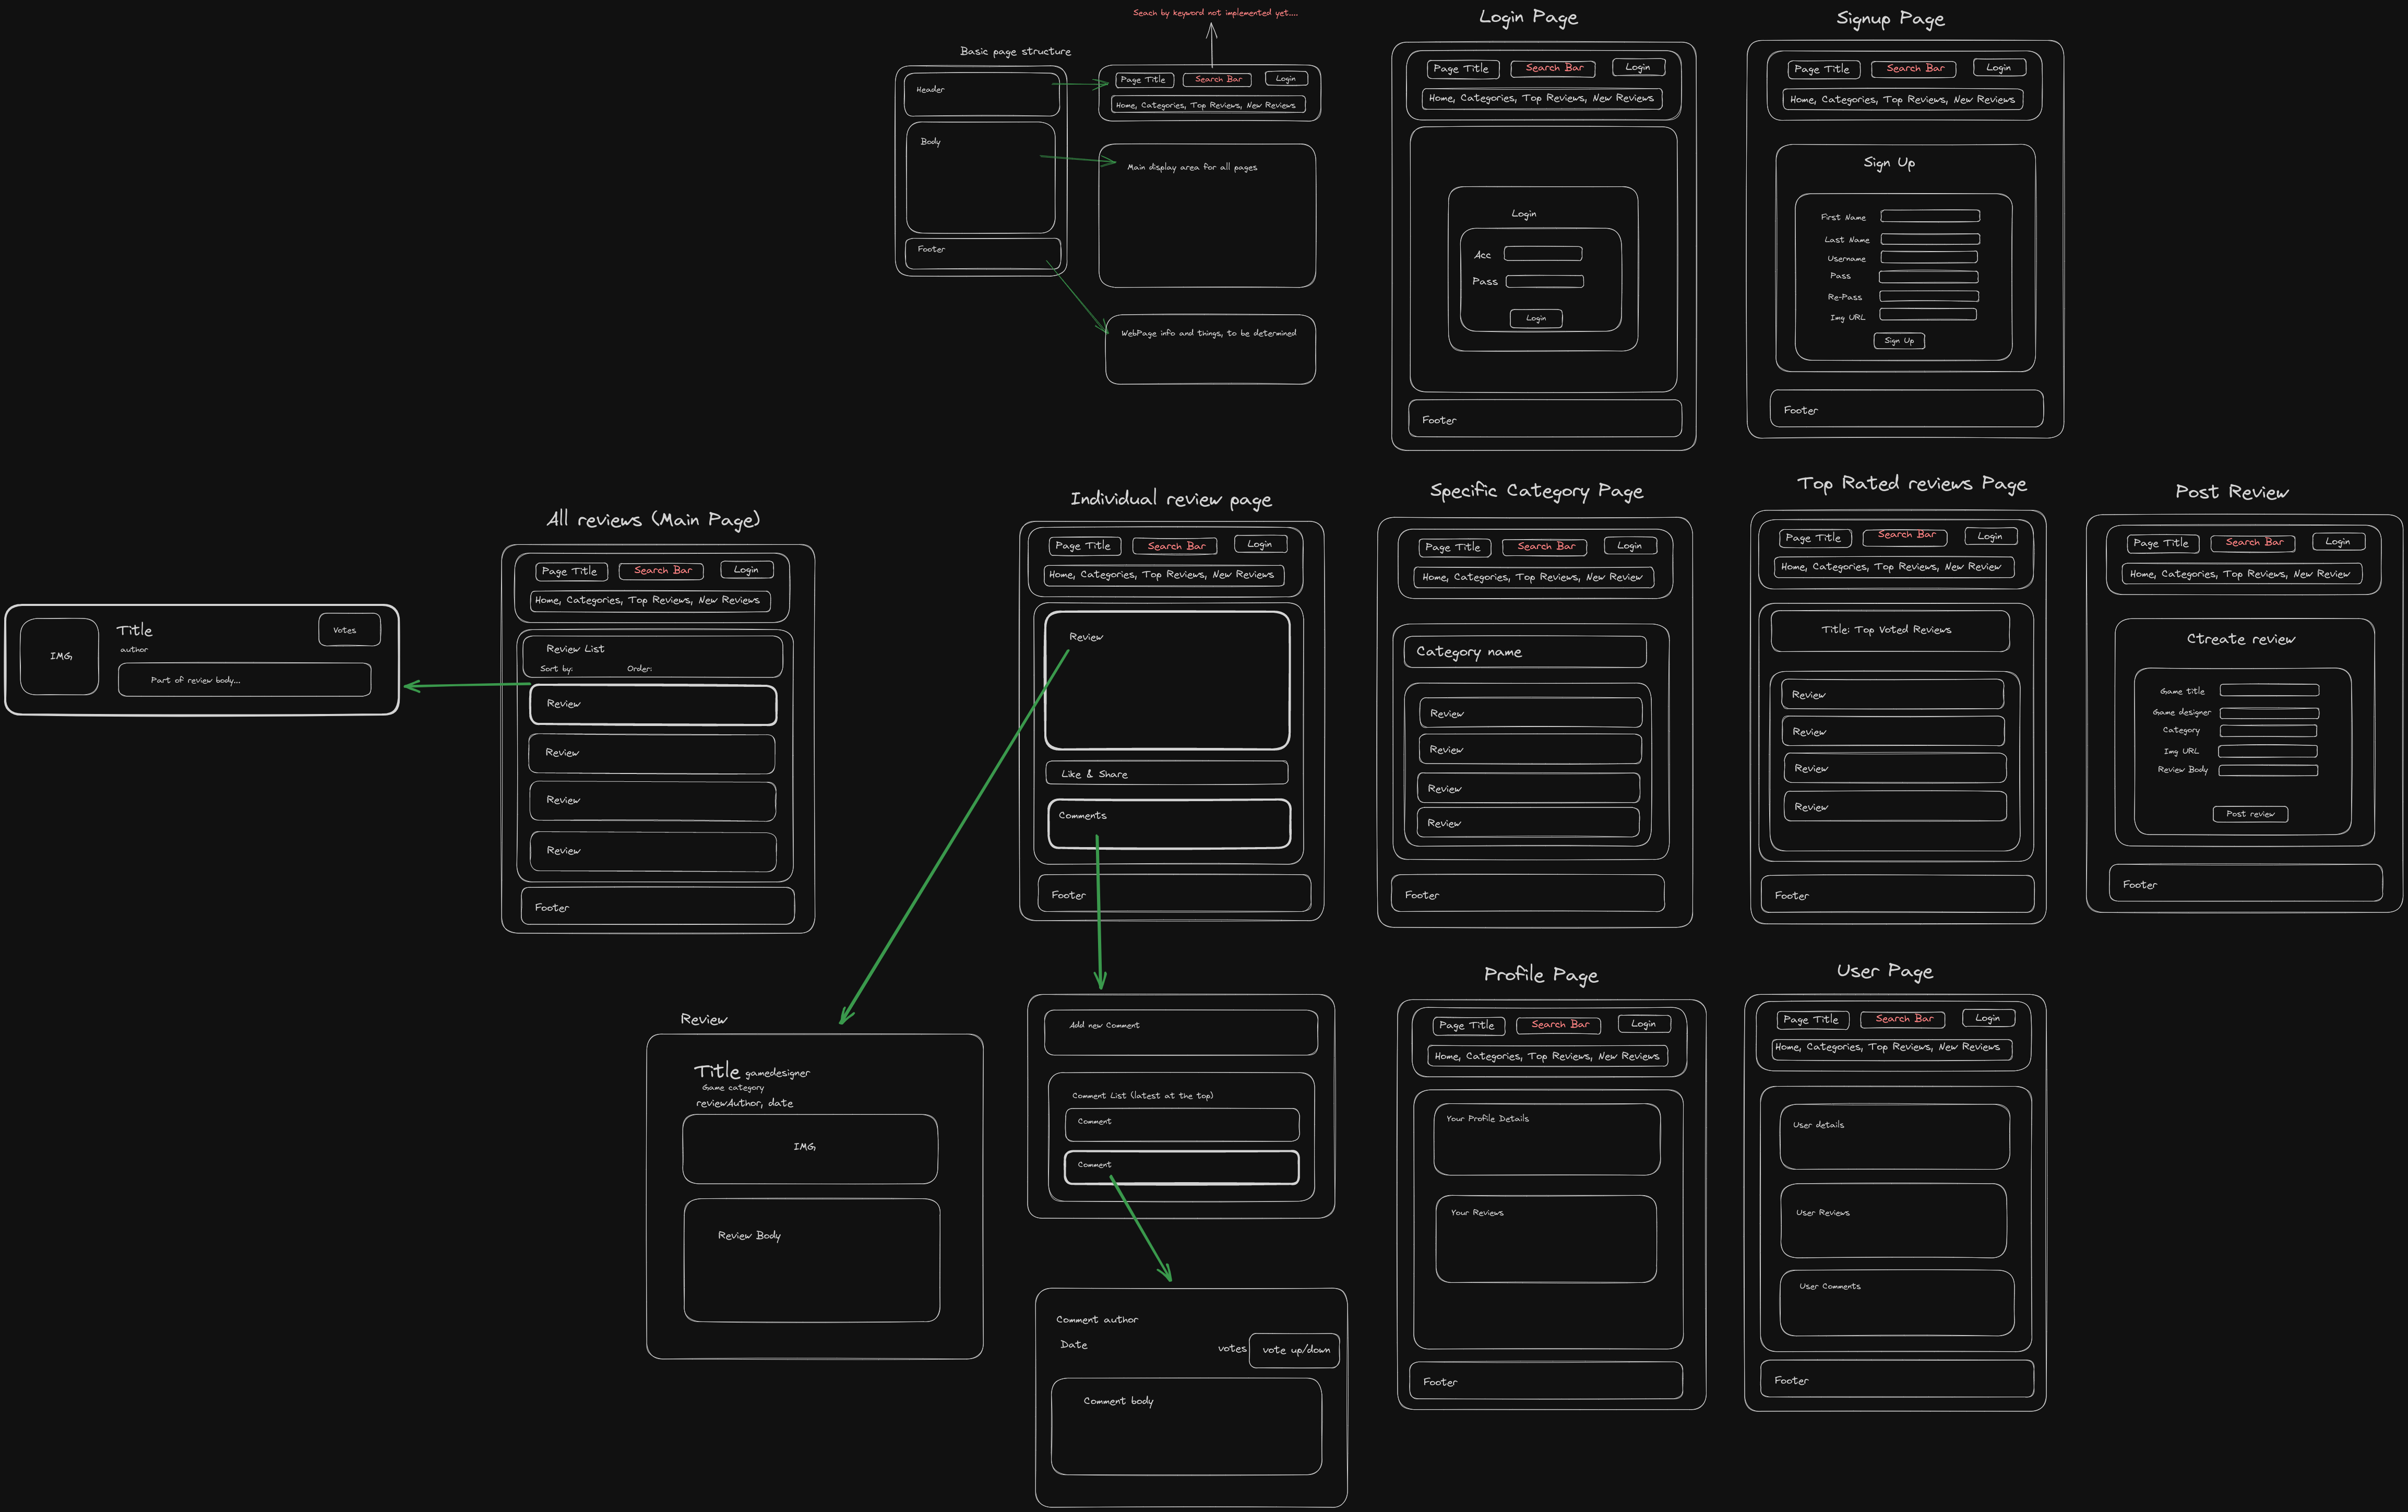 Seach by keyword not implemented yet....
Basic page structure
Header
Body
Footer
Page Title
Search Bar
Login
Home, Categories, Top Reviews, New Reviews
Main display area for all pages
WebPage info and things, to be determined
Login Page
Page Title
Search Bar
Login
Home, Categories, Top Reviews, New Reviews
Login
Acc
Pass
Login
Footer
Signup Page
Page Title
Search Bar
Login
Home, Categories, Top Reviews, New Reviews
Sign Up
First Name
Last Name
Username
Pass
Re-Pass
Img URL
Sign Up
Footer
IMG,
Title
author
Votes
Part of review body...
All reviews (Main Page)
Page Title
Search Bar
Login
Home, Categories, Top Reviews, New Reviews
Review List
Sort by:
Order:
Review
Review
Review
Review
Footer
Individual review page
Page Title
Search Bar
Login
Home, Categories, Top Reviews, New Reviews
Review
Like & Share
Comments
Footer
Specific Category Page
Page Title
Search Bar
Login
Home, Categories, Top Reviews, New Review
Category name
Review
Review
Review
Review
Footer
Top Rated reviews Page
Page Title
Search Bar
Login
Home, Categories, Top Reviews, New Review
Title: Top Voted Reviews
Review
Review
Review
Review
Footer
Post Review
Page Title
Search Bar
Login
Home, Categories, Top Reviews, New Review
Ctreate review
Game title
Game designer
Category
Img URL
Review Body
Post review
Footer
Review
Title gamedesigner
Game category
reviewAuthor, date
IMG,
Review Body
Add new Comment
Comment List (latest at the top)
Comment
Comment
Comment author
Date
votes
vote up/down
Comment body
Profile Page
Page Title
Search Bar
Login
Home, Categories, Top Reviews, New Reviews
Your Profile Details
Your Reviews
Footer
User Page
Page Title
Search Bar
Login
Home, Categories, Top Reviews, New Reviews
User details
User Reviews
User Comments
Footer